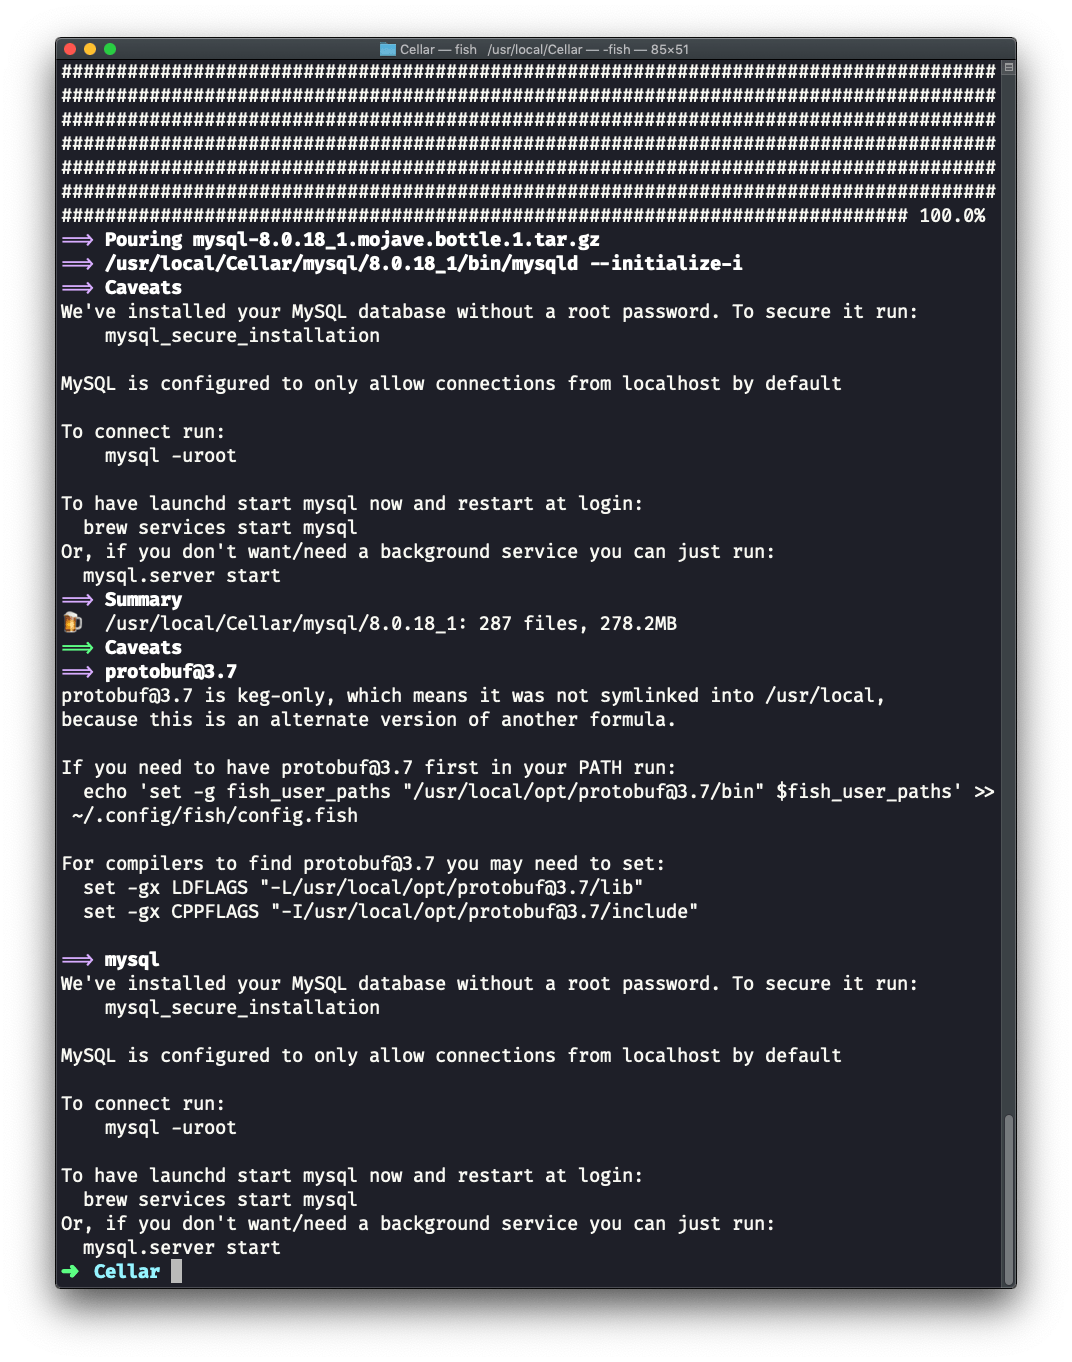 Cellar — fish /usr/local/Cellar — -fish — 85×51
#####################################################################################
#####################################################################################
#####################################################################################
#####################################################################################
#####################################################################################
#####################################################################################
############################################################################# 100.0%
==> Pouring mysql-8.0.18_1.mojave.bottle.1.tar.gz
==> /usr/local/Cellar/mysql/8.0.18_1/bin/mysqld --initialize-i
==> Caveats
We've installed your MySQL database without a root password. To secure it run:
    mysql_secure_installation

MySQL is configured to only allow connections from localhost by default

To connect run:
    mysql -uroot

To have launchd start mysql now and restart at login:
  brew services start mysql
Or, if you don't want/need a background service you can just run:
  mysql.server start
==> Summary
🍺  /usr/local/Cellar/mysql/8.0.18_1: 287 files, 278.2MB
==> Caveats
==> protobuf@3.7
protobuf@3.7 is keg-only, which means it was not symlinked into /usr/local,
because this is an alternate version of another formula.

If you need to have protobuf@3.7 first in your PATH run:
  echo 'set -g fish_user_paths "/usr/local/opt/protobuf@3.7/bin" $fish_user_paths' >>
 ~/.config/fish/config.fish

For compilers to find protobuf@3.7 you may need to set:
  set -gx LDFLAGS "-L/usr/local/opt/protobuf@3.7/lib"
  set -gx CPPFLAGS "-I/usr/local/opt/protobuf@3.7/include"

==> mysql
We've installed your MySQL database without a root password. To secure it run:
    mysql_secure_installation

MySQL is configured to only allow connections from localhost by default

To connect run:
    mysql -uroot

To have launchd start mysql now and restart at login:
  brew services start mysql
Or, if you don't want/need a background service you can just run:
  mysql.server start
➜ Cellar